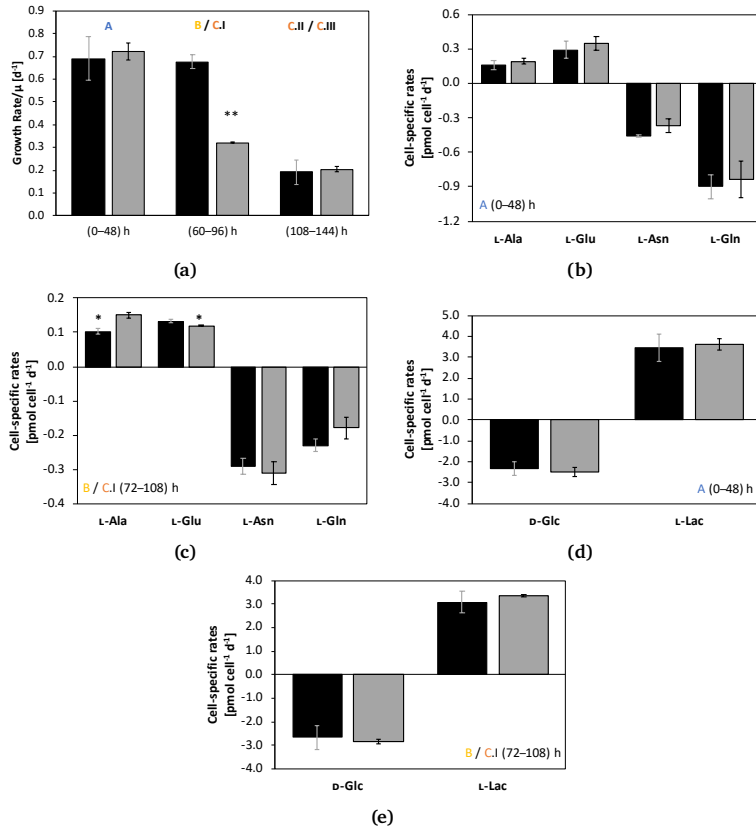 0.9
0.8
0.7
0.6
0.5
0.4
0.3
0.2
0.1
0.0
Growth Rate/µ [d⁻¹]
A
B / C.I
C.II / C.III
**
(0–48) h
(60–96) h
(108–144) h
(a)
0.6
0.3
0.0
-0.3
-0.6
-0.9
-1.2
Cell-specific rates
[pmol cell⁻¹ d⁻¹]
A (0–48) h
L-Ala
L-Glu
L-Asn
L-Gln
(b)
0.2
0.1
0.0
-0.1
-0.2
-0.3
-0.4
Cell-specific rates
[pmol cell⁻¹ d⁻¹]
*
*
B / C.I (72–108) h
L-Ala
L-Glu
L-Asn
L-Gln
(c)
5.0
4.0
3.0
2.0
1.0
0.0
-1.0
-2.0
-3.0
-4.0
Cell-specific rates
[pmol cell⁻¹ d⁻¹]
A (0–48) h
D-Glc
L-Lac
(d)
4.0
3.0
2.0
1.0
0.0
-1.0
-2.0
-3.0
-4.0
Cell-specific rates
[pmol cell⁻¹ d⁻¹]
B / C.I (72–108) h
D-Glc
L-Lac
(e)